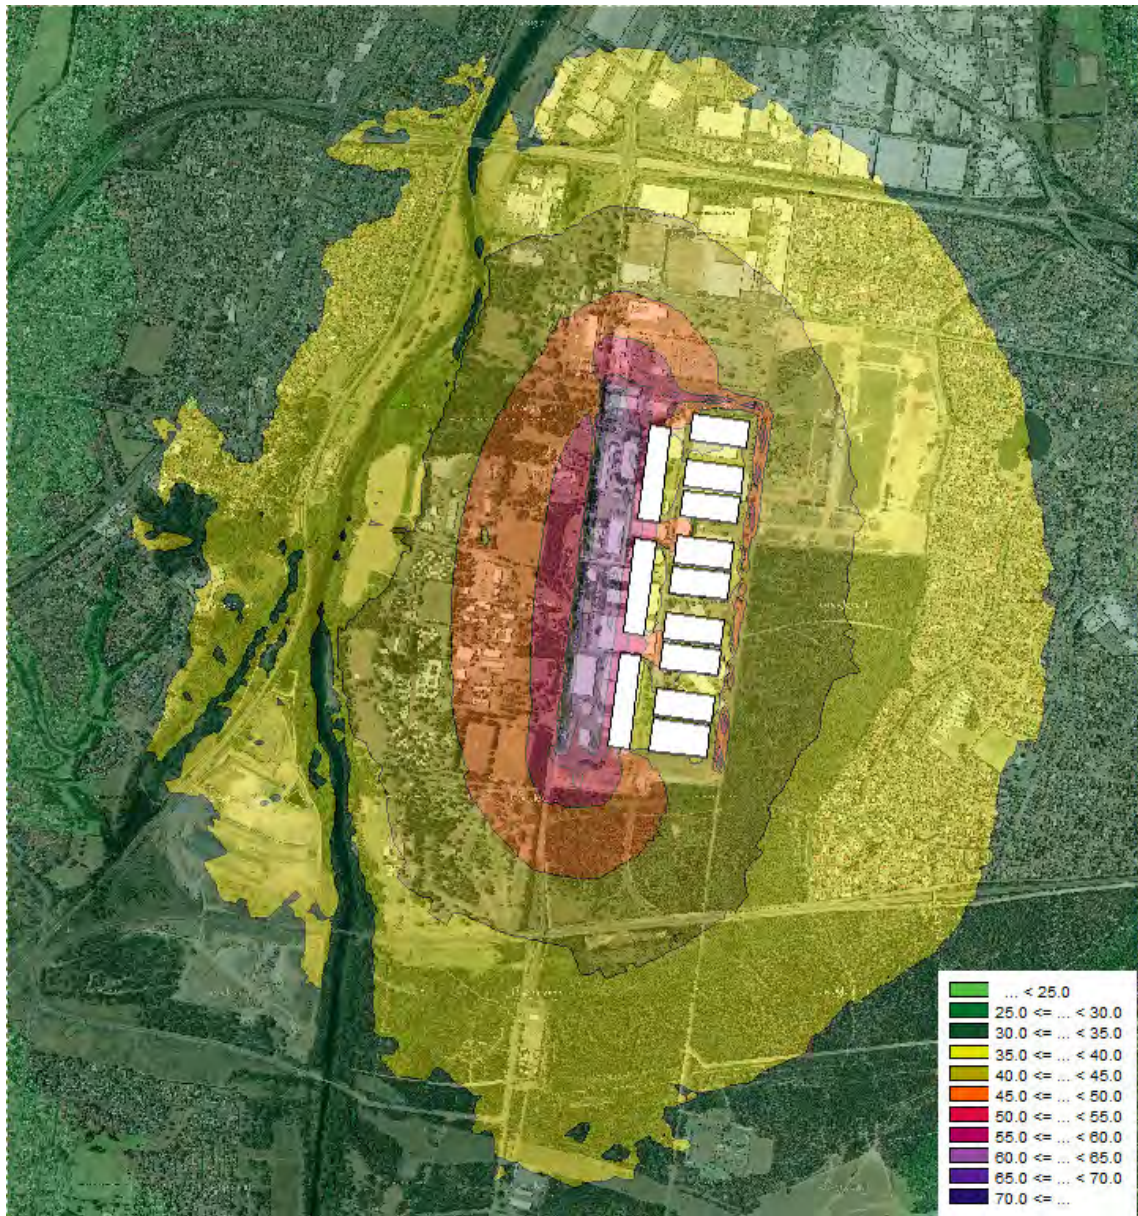 ... < 25.0
25.0 <= ... < 30.0
30.0 <= ... < 35.0
35.0 <= ... < 40.0
40.0 <= ... < 45.0
45.0 <= ... < 50.0
50.0 <= ... < 55.0
55.0 <= ... < 60.0
60.0 <= ... < 65.0
65.0 <= ... < 70.0
70.0 <= ...